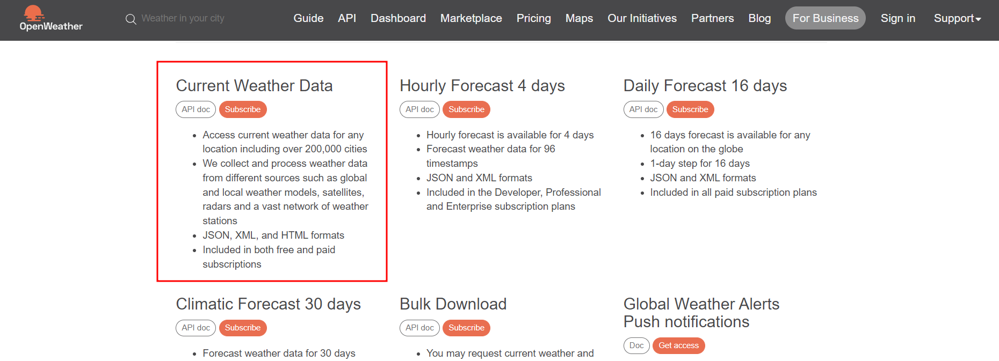 OpenWeather
Weather in your city
Guide API Dashboard Marketplace Pricing Maps Our Initiatives Partners Blog For Business Sign in Support
Current Weather Data
API doc Subscribe
Access current weather data for any
location including over 200,000 cities
We collect and process weather data
from different sources such as global
and local weather models, satellites,
radars and a vast network of weather
stations
JSON, XML, and HTML formats
Included in both free and paid
subscriptions
Hourly Forecast 4 days
API doc Subscribe
Hourly forecast is available for 4 days
Forecast weather data for 96
timestamps
JSON and XML formats
Included in the Developer, Professional
and Enterprise subscription plans
Daily Forecast 16 days
API doc Subscribe
16 days forecast is available for any
location on the globe
1-day step for 16 days
JSON and XML formats
Included in all paid subscription plans
Climatic Forecast 30 days
API doc Subscribe
Forecast weather data for 30 days
Bulk Download
API doc Subscribe
You may request current weather and
Global Weather Alerts
Push notifications
Doc Get access